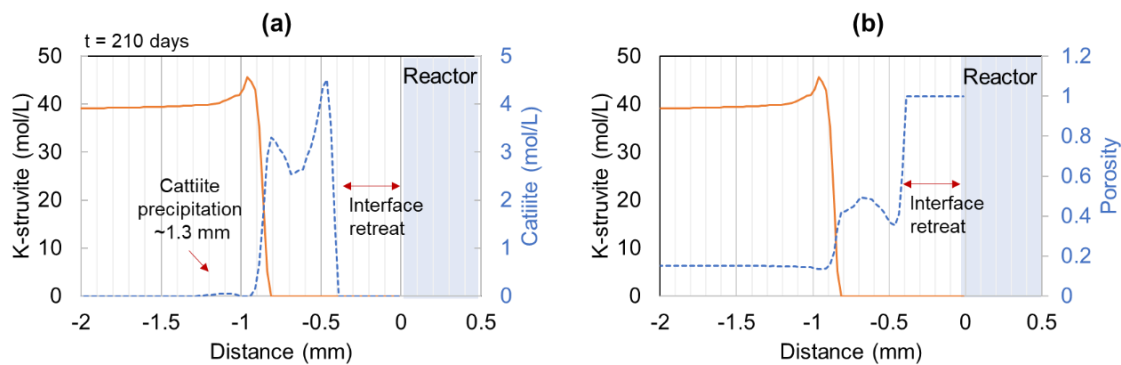 (a)
t = 210 days
50
40
30
20
10
0
K-struvite (mol/L)
5
4
3
2
1
0
Cattiiite (mol/L)
Reactor
Cattiite
precipitation
~1.3 mm
Interface
retreat
-2
-1.5
-1
-0.5
0
0.5
Distance (mm)
(b)
50
40
30
20
10
0
K-struvite (mol/L)
1.2
1
0.8
0.6
0.4
0.2
0
Porosity
Reactor
Interface
retreat
-2
-1.5
-1
-0.5
0
0.5
Distance (mm)